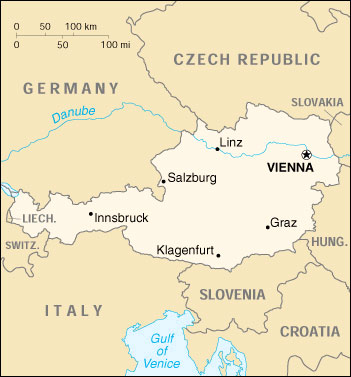 0 50 100 km
0 50 100 mi
CZECH REPUBLIC
GERMANY
SLOVAKIA
Danube
Linz
VIENNA
Salzburg
LIECH.
Innsbruck
Graz
SWITZ.
HUNG.
Klagenfurt
SLOVENIA
ITALY
CROATIA
Gulf
of
Venice